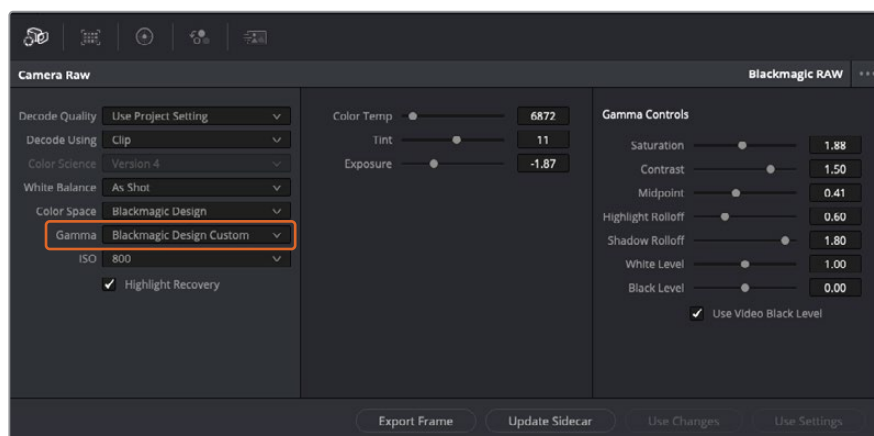 Camera Raw
Blackmagic RAW
Decode Quality Use Project Setting
Decode Using Clip
Color Science Version 4
White Balance As Shot
Color Space Blackmagic Design
Gamma Blackmagic Design Custom
ISO 800
Highlight Recovery
Color Temp 6872
Tint 11
Exposure -1.87
Gamma Controls
Saturation 1.88
Contrast 1.50
Midpoint 0.41
Highlight Rolloff 0.60
Shadow Rolloff 1.80
White Level 1.00
Black Level 0.00
Use Video Black Level
Export Frame
Update Sidecar
Use Changes
Use Settings